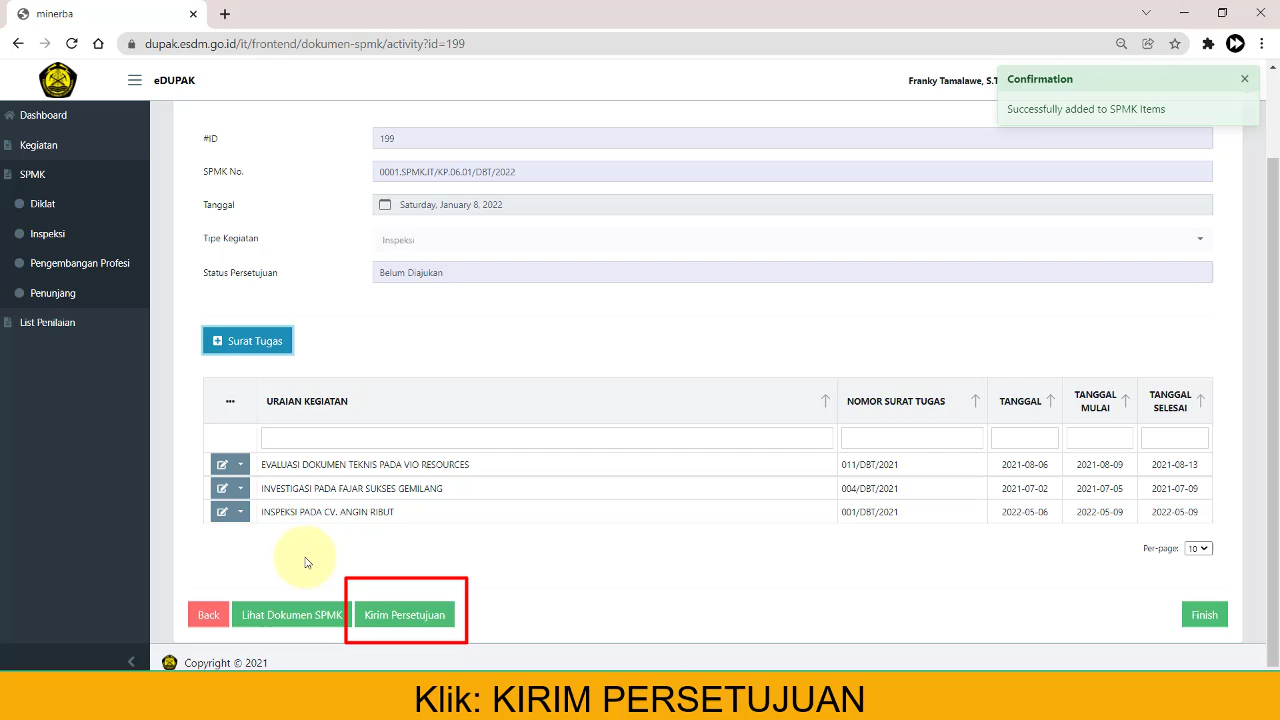 minerba
dupak.esdm.go.id/it/frontend/dokumen-spmk/activity?id=199
eDUPAK
Franky Tamalawe, S.T
Confirmation
Successfully added to SPMK Items
Dashboard
Kegiatan
SPMK
Diklat
Inspeksi
Pengembangan Profesi
Penunjang
List Penilaian
#ID
199
SPMK No.
0001.SPMK.IT/KP.06.01/DBT/2022
Tanggal
Saturday, January 8, 2022
Tipe Kegiatan
Inspeksi
Status Persetujuan
Belum Diajukan
Surat Tugas
... URAIAN KEGIATAN NOMOR SURAT TUGAS TANGGAL TANGGAL MULAI TANGGAL SELESAI
EVALUASI DOKUMEN TEKNIS PADA VIO RESOURCES 011/DBT/2021 2021-08-06 2021-08-09 2021-08-13
INVESTIGASI PADA FAJAR SUKSES GEMILANG 004/DBT/2021 2021-07-02 2021-07-05 2021-07-09
INSPEKSI PADA CV. ANGIN RIBUT 001/DBT/2021 2022-05-06 2022-05-09 2022-05-09
Per-page: 10
Back Lihat Dokumen SPMK Kirim Persetujuan Finish
Copyright © 2021
Klik: KIRIM PERSETUJUAN